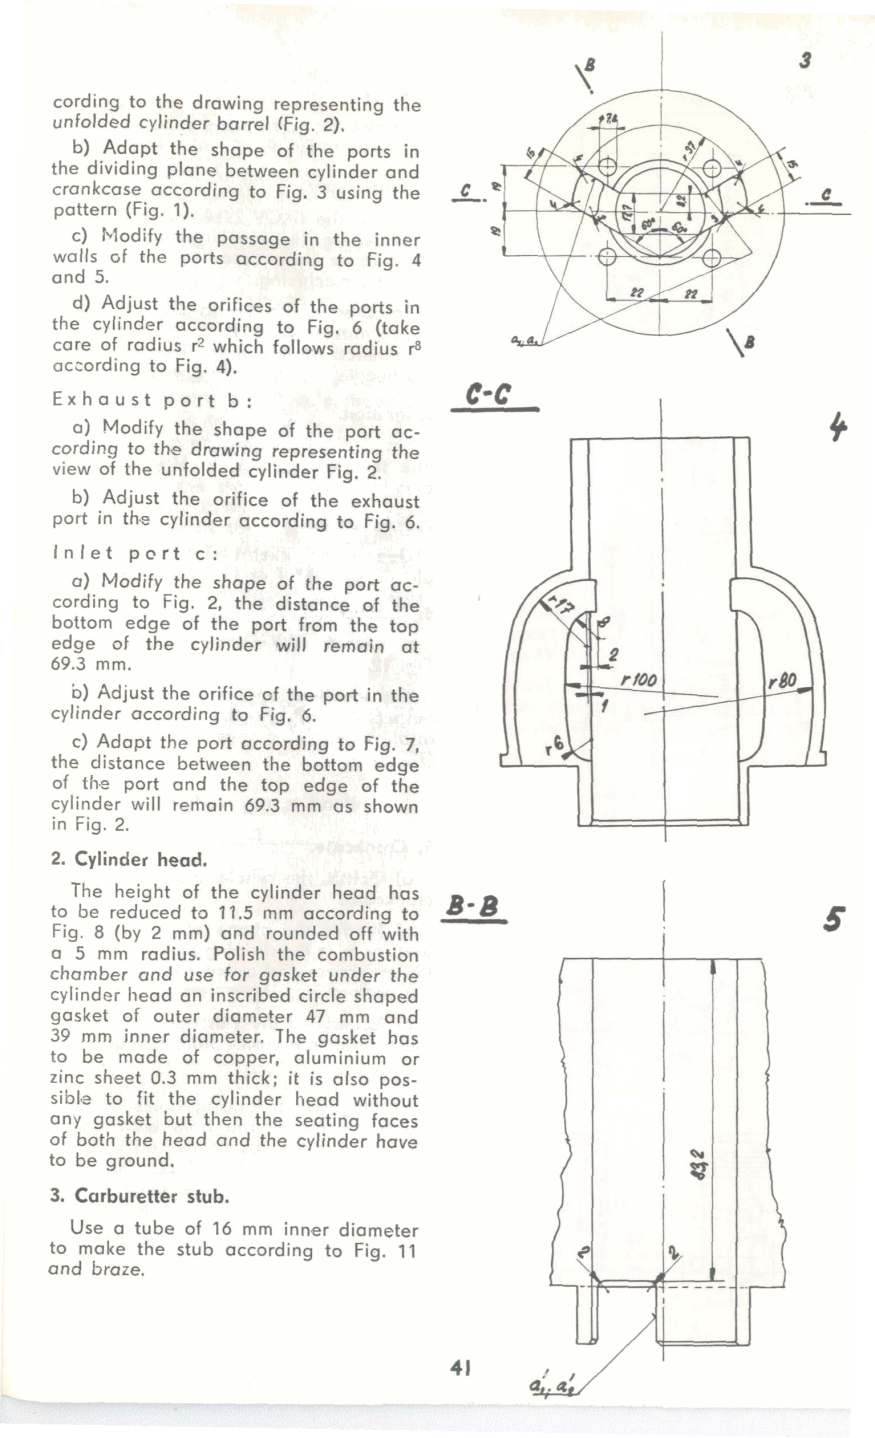 cording to the drawing representing the
unfolded cylinder barrel (Fig. 2).
b) Adapt the shape of the ports in
the dividing plane between cylinder and
crankcase according to Fig. 3 using the
pattern (Fig. 1).
c) Modify the passage in the inner
walls of the ports according to Fig. 4
and 5.
d) Adjust the orifices of the ports in
the cylinder according to Fig. 6 (take
care of radius r² which follows radius r⁸
according to Fig. 4).
Exhaust port b:
a) Modify the shape of the port ac-
cording to the drawing representing the
view of the unfolded cylinder Fig. 2.
b) Adjust the orifice of the exhaust
port in the cylinder according to Fig. 6.
Inlet port c:
a) Modify the shape of the port ac-
cording to Fig. 2, the distance of the
bottom edge of the port from the top
edge of the cylinder will remain at
69.3 mm.
b) Adjust the orifice of the port in the
cylinder according to Fig. 6.
c) Adapt the port according to Fig. 7,
the distance between the bottom edge
of the port and the top edge of the
cylinder will remain 69.3 mm as shown
in Fig. 2.
2. Cylinder head.
The height of the cylinder head has
to be reduced to 11.5 mm according to
Fig. 8 (by 2 mm) and rounded off with
a 5 mm radius. Polish the combustion
chamber and use for gasket under the
cylinder head an inscribed circle shaped
gasket of outer diameter 47 mm and
39 mm inner diameter. The gasket has
to be made of copper, aluminium or
zinc sheet 0.3 mm thick; it is also pos-
sible to fit the cylinder head without
any gasket but then the seating faces
of both the head and the cylinder have
to be ground.
3. Carburetter stub.
Use a tube of 16 mm inner diameter
to make the stub according to Fig. 11
and braze.
3
B
r 37
15
15
C
C
19
19
22
60°
60°
22
22
B
C-C
4
r17
8
2
r100
r80
1
r6
B-B
5
83,2
2
2
a'₁, a'₂
41